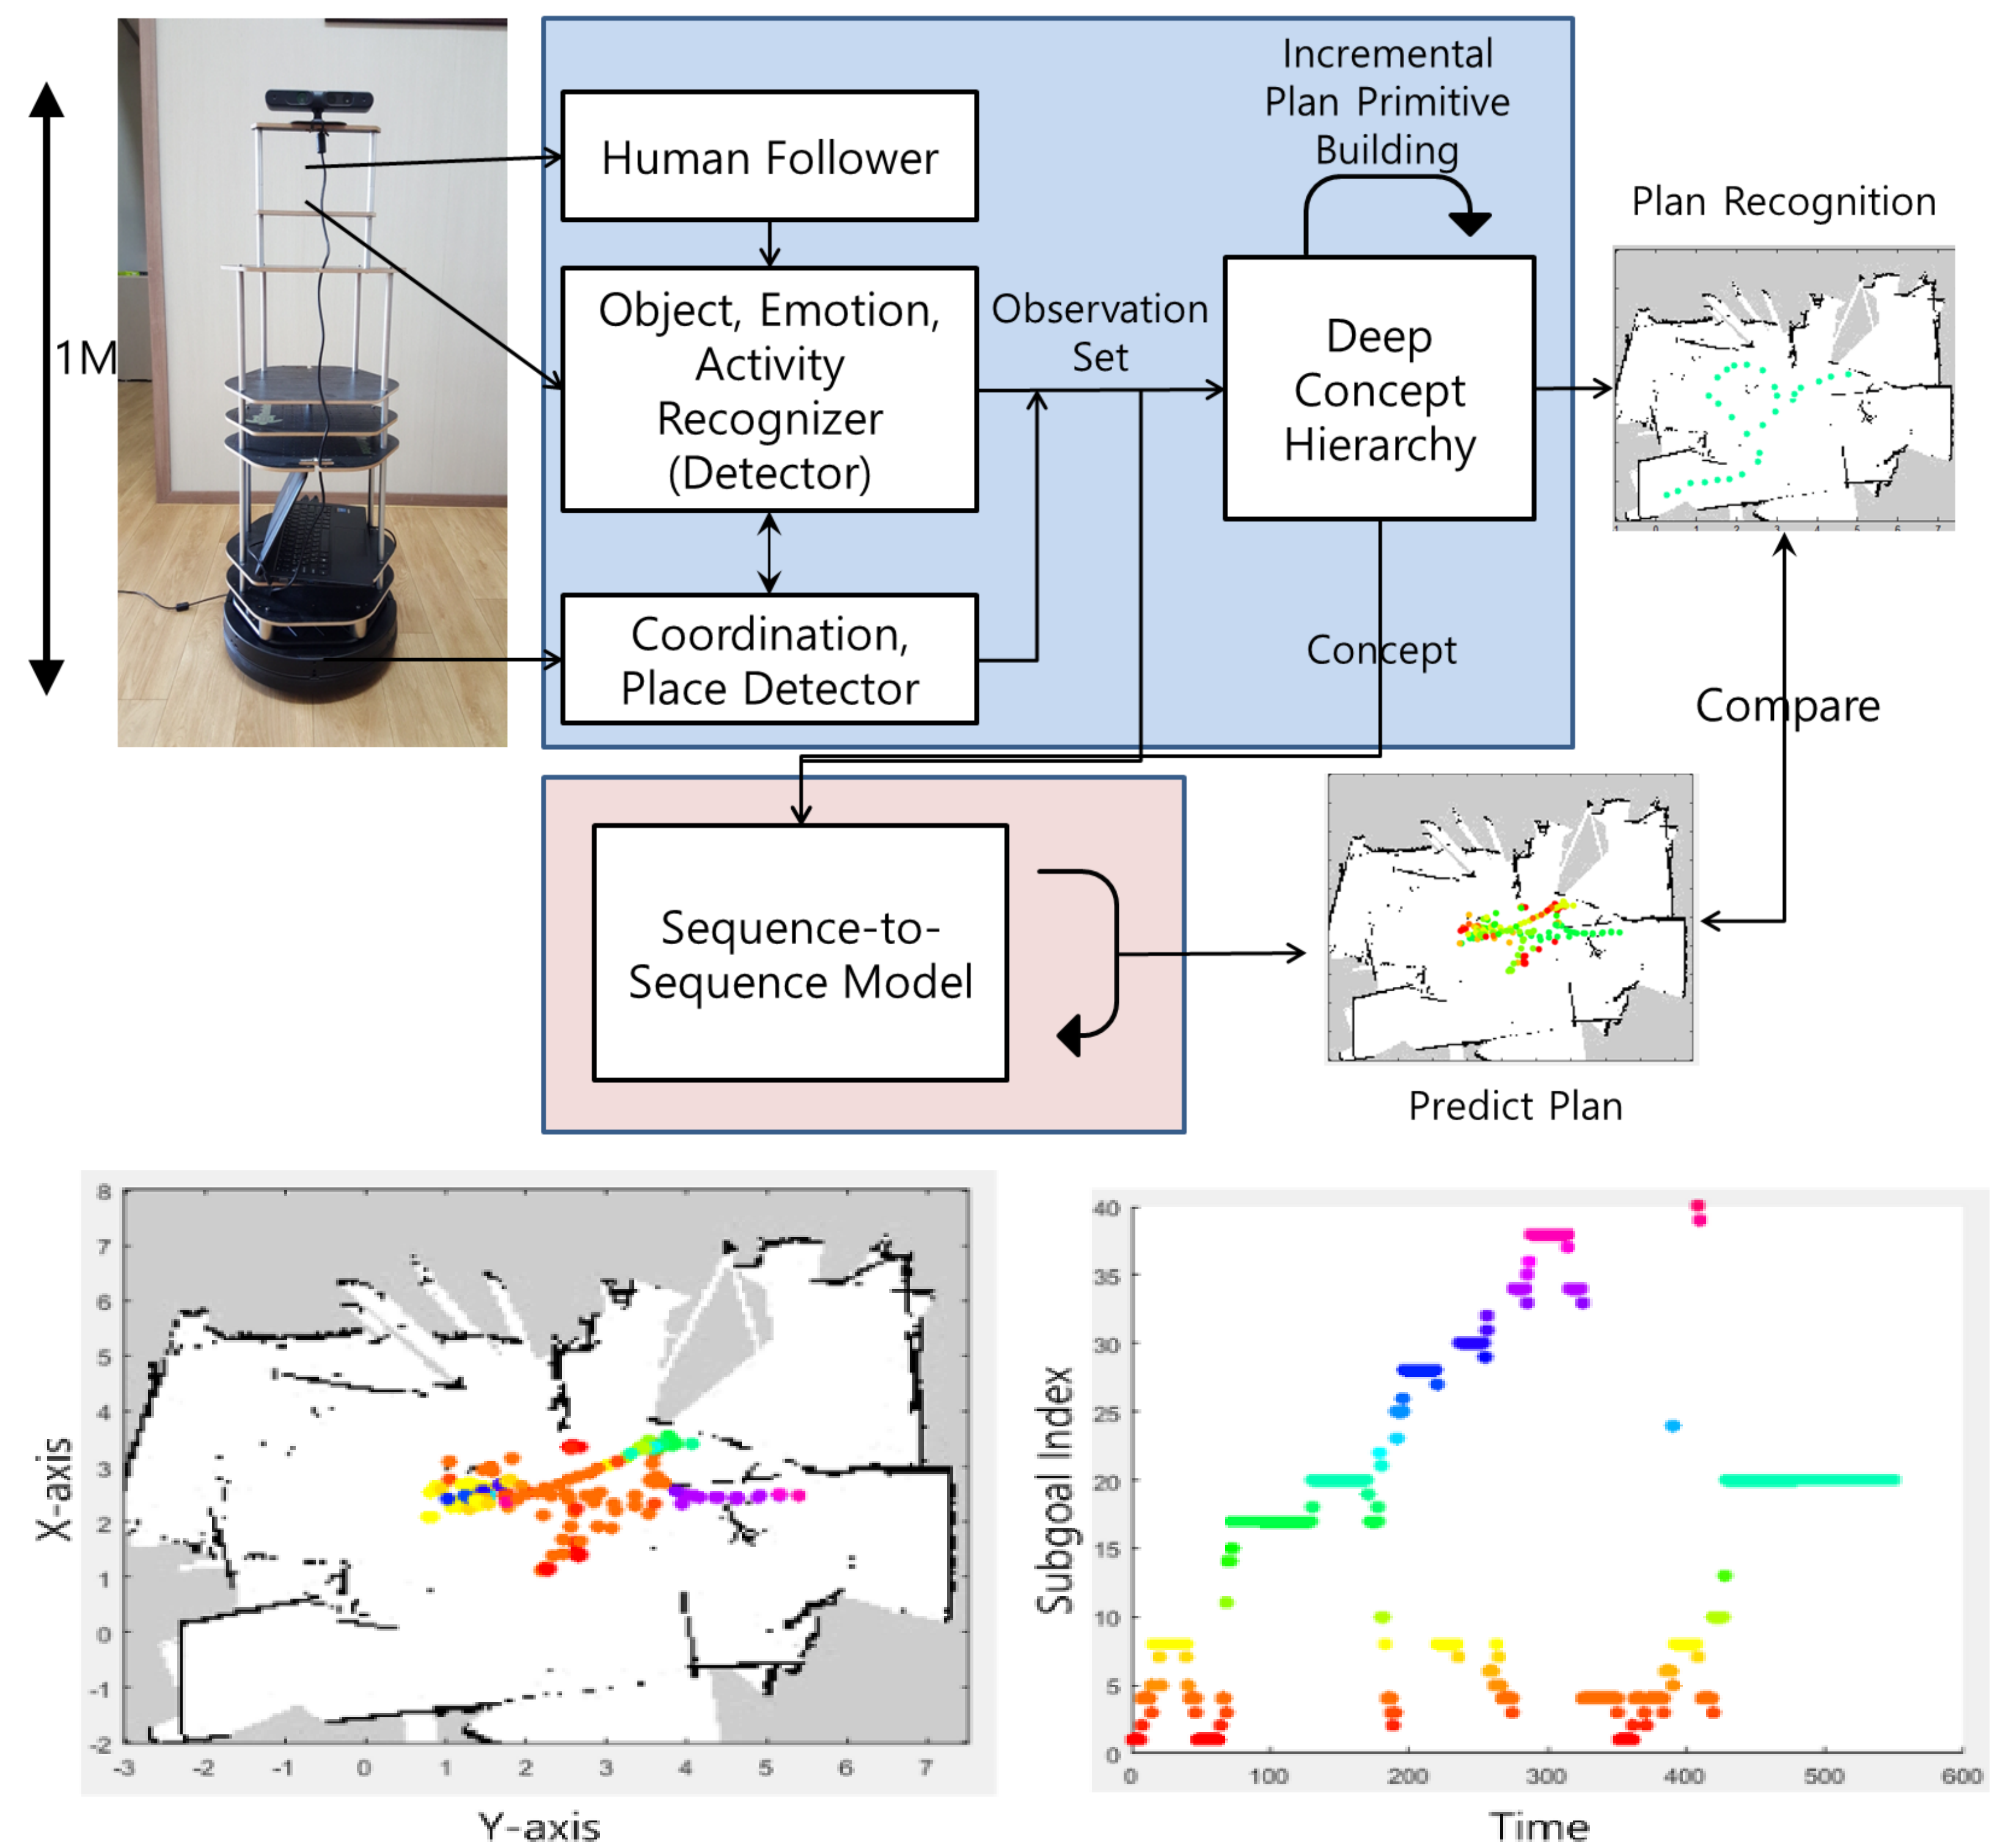 1M
Human Follower
Object, Emotion,
Activity
Recognizer
(Detector)
Coordination,
Place Detector
Observation
Set
Incremental
Plan Primitive
Building
Deep
Concept
Hierarchy
Concept
Plan Recognition
Compare
Sequence-to-
Sequence Model
Predict Plan
8
7
6
5
4
3
2
1
0
-1
-2
-3 -2 -1 0 1 2 3 4 5 6 7
X-axis
Y-axis
40
35
30
25
20
15
10
5
0
0 100 200 300 400 500 600
Subgoal Index
Time